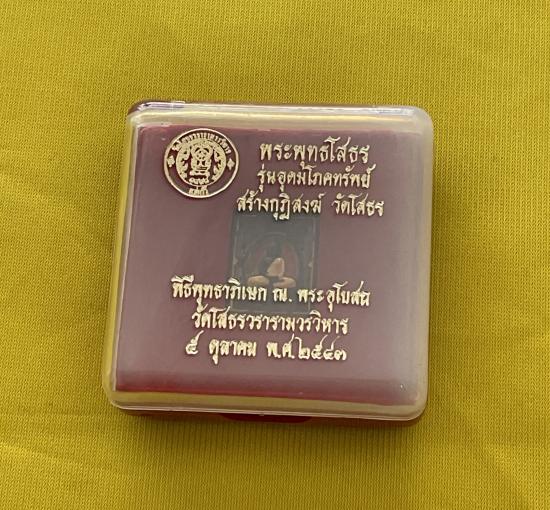 พระพุทธโสธร
รุ่นอุดมโภคทรัพย์
สร้างกุฏิสงฆ์ วัดโสธร
พิธีพุทธาภิเษก ณ. พระอุโบสถ
วัดโสธรวรารามวรวิหาร
๕ ตุลาคม พ.ศ.๒๕๔๓